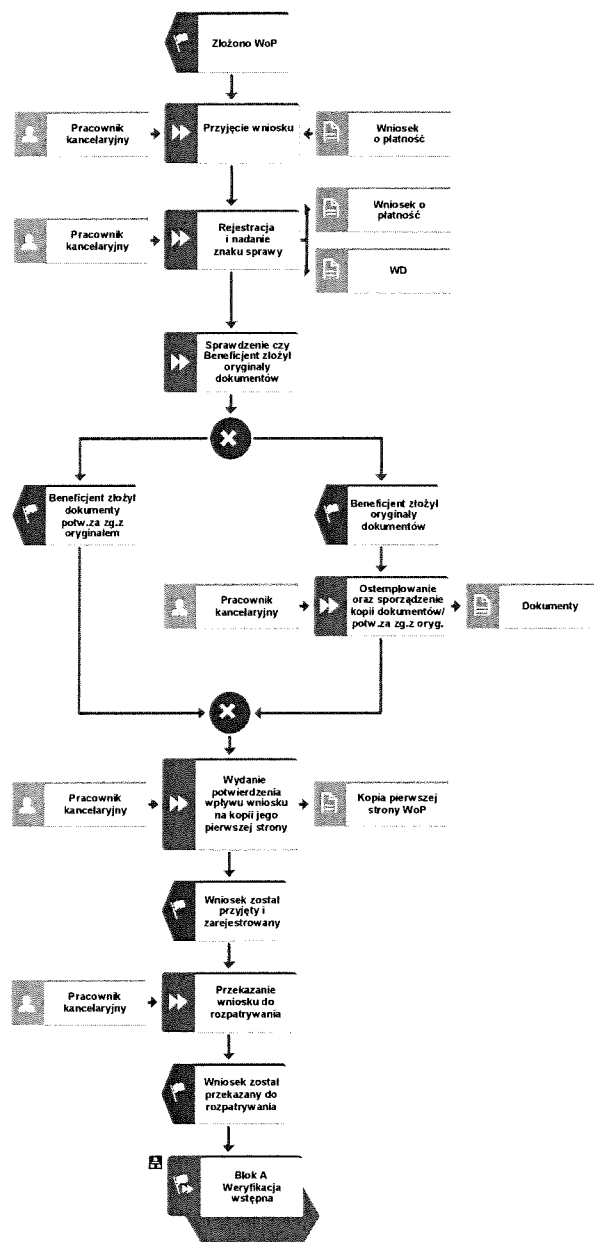 Złożono WoP
Pracownik
kancelaryjny
Przyjęcie wniosku
Wniosek
o płatność
Pracownik
kancelaryjny
Rejestracja
i nadanie
znaku sprawy
Wniosek o
płatność
WD
Sprawdzenie czy
Beneficjent złożył
oryginały
dokumentów
Beneficjent złożył
dokumenty
potw.za zg.z
oryginałem
Beneficjent złożył
oryginały
dokumentów
Pracownik
kancelaryjny
Ostemplowanie
oraz sporządzenie
kopii dokumentów/
potw.za zg.z oryg.
Dokumenty
Pracownik
kancelaryjny
Wydanie
potwierdzenia
wpływu wniosku
na kopii jego
pierwszej strony
Kopia pierwszej
strony WoP
Wniosek został
przyjęty i
zarejestrowany
Pracownik
kancelaryjny
Przekazanie
wniosku do
rozpatrywania
Wniosek został
przekazany do
rozpatrywania
Blok A
Weryfikacja
wstępna